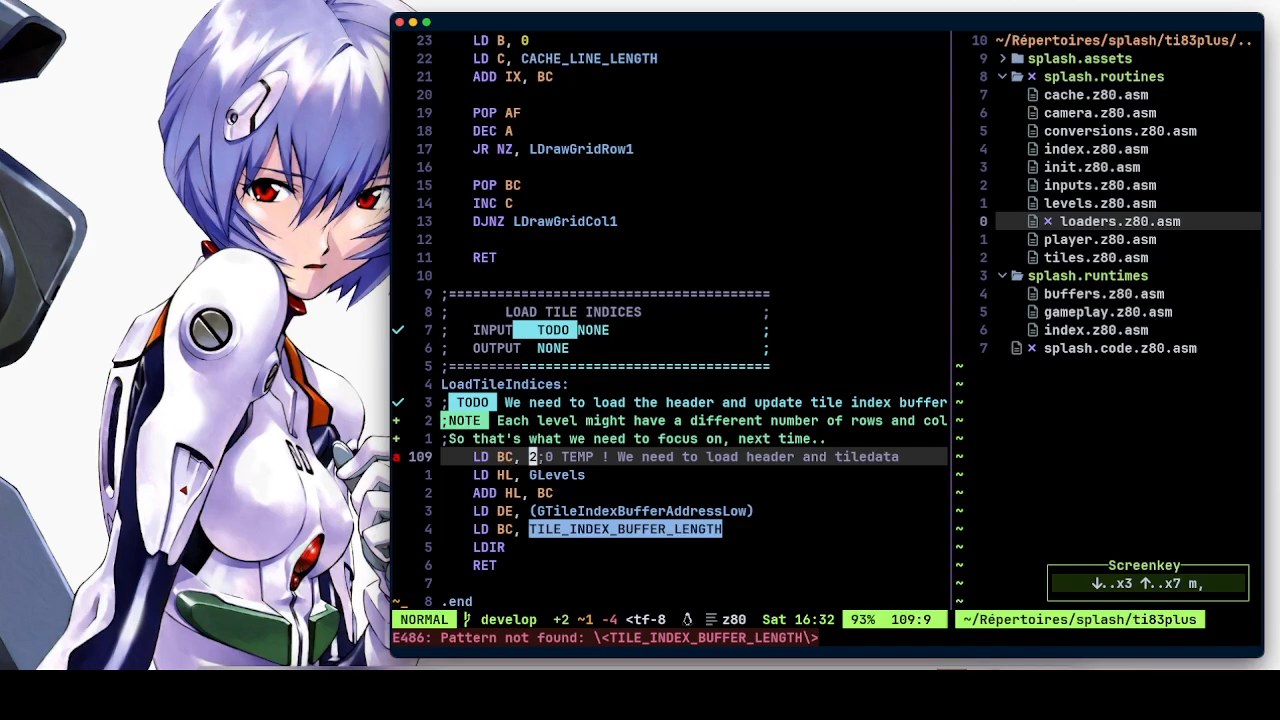 23 LD B, 0
22 LD C, CACHE_LINE_LENGTH
21 ADD IX, BC
20
19 POP AF
18 DEC A
17 JR NZ, LDrawGridRow1
16
15 POP BC
14 INC C
13 DJNZ LDrawGridCol1
12
11 RET
10
9 ;========================================
8 ; LOAD TILE INDICES ;
7 ; INPUT TODO NONE ;
6 ; OUTPUT NONE ;
5 ;========================================
4 LoadTileIndices:
3 ; TODO We need to load the header and update tile index buffer
+ 2 ;NOTE Each level might have a different number of rows and col
+ 1 ;So that's what we need to focus on, next time..
a 109 LD BC, 2;0 TEMP ! We need to load header and tiledata
1 LD HL, GLevels
2 ADD HL, BC
3 LD DE, (GTileIndexBufferAddressLow)
4 LD BC, TILE_INDEX_BUFFER_LENGTH
5 LDIR
6 RET
7
~_ 8 .end
NORMAL develop +2 ~1 -4 <tf-8 z80 Sat 16:32 93% 109:9
E486: Pattern not found: \<TILE_INDEX_BUFFER_LENGTH\>
10 ~/Répertoires/splash/ti83plus/..
9 splash.assets
8 splash.routines
7 cache.z80.asm
6 camera.z80.asm
5 conversions.z80.asm
4 index.z80.asm
3 init.z80.asm
2 inputs.z80.asm
1 levels.z80.asm
0 loaders.z80.asm
1 player.z80.asm
2 tiles.z80.asm
3 splash.runtimes
4 buffers.z80.asm
5 gameplay.z80.asm
6 index.z80.asm
7 splash.code.z80.asm
~
~
~
~
~
~
~
~
~
~
~
~
~
~
Screenkey
↓..x3 ↑..x7 m,
~/Répertoires/splash/ti83plus